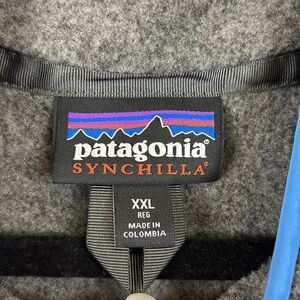 patagonia®
SYNCHILLA®
XXL
REG
MADE IN
COLOMBIA